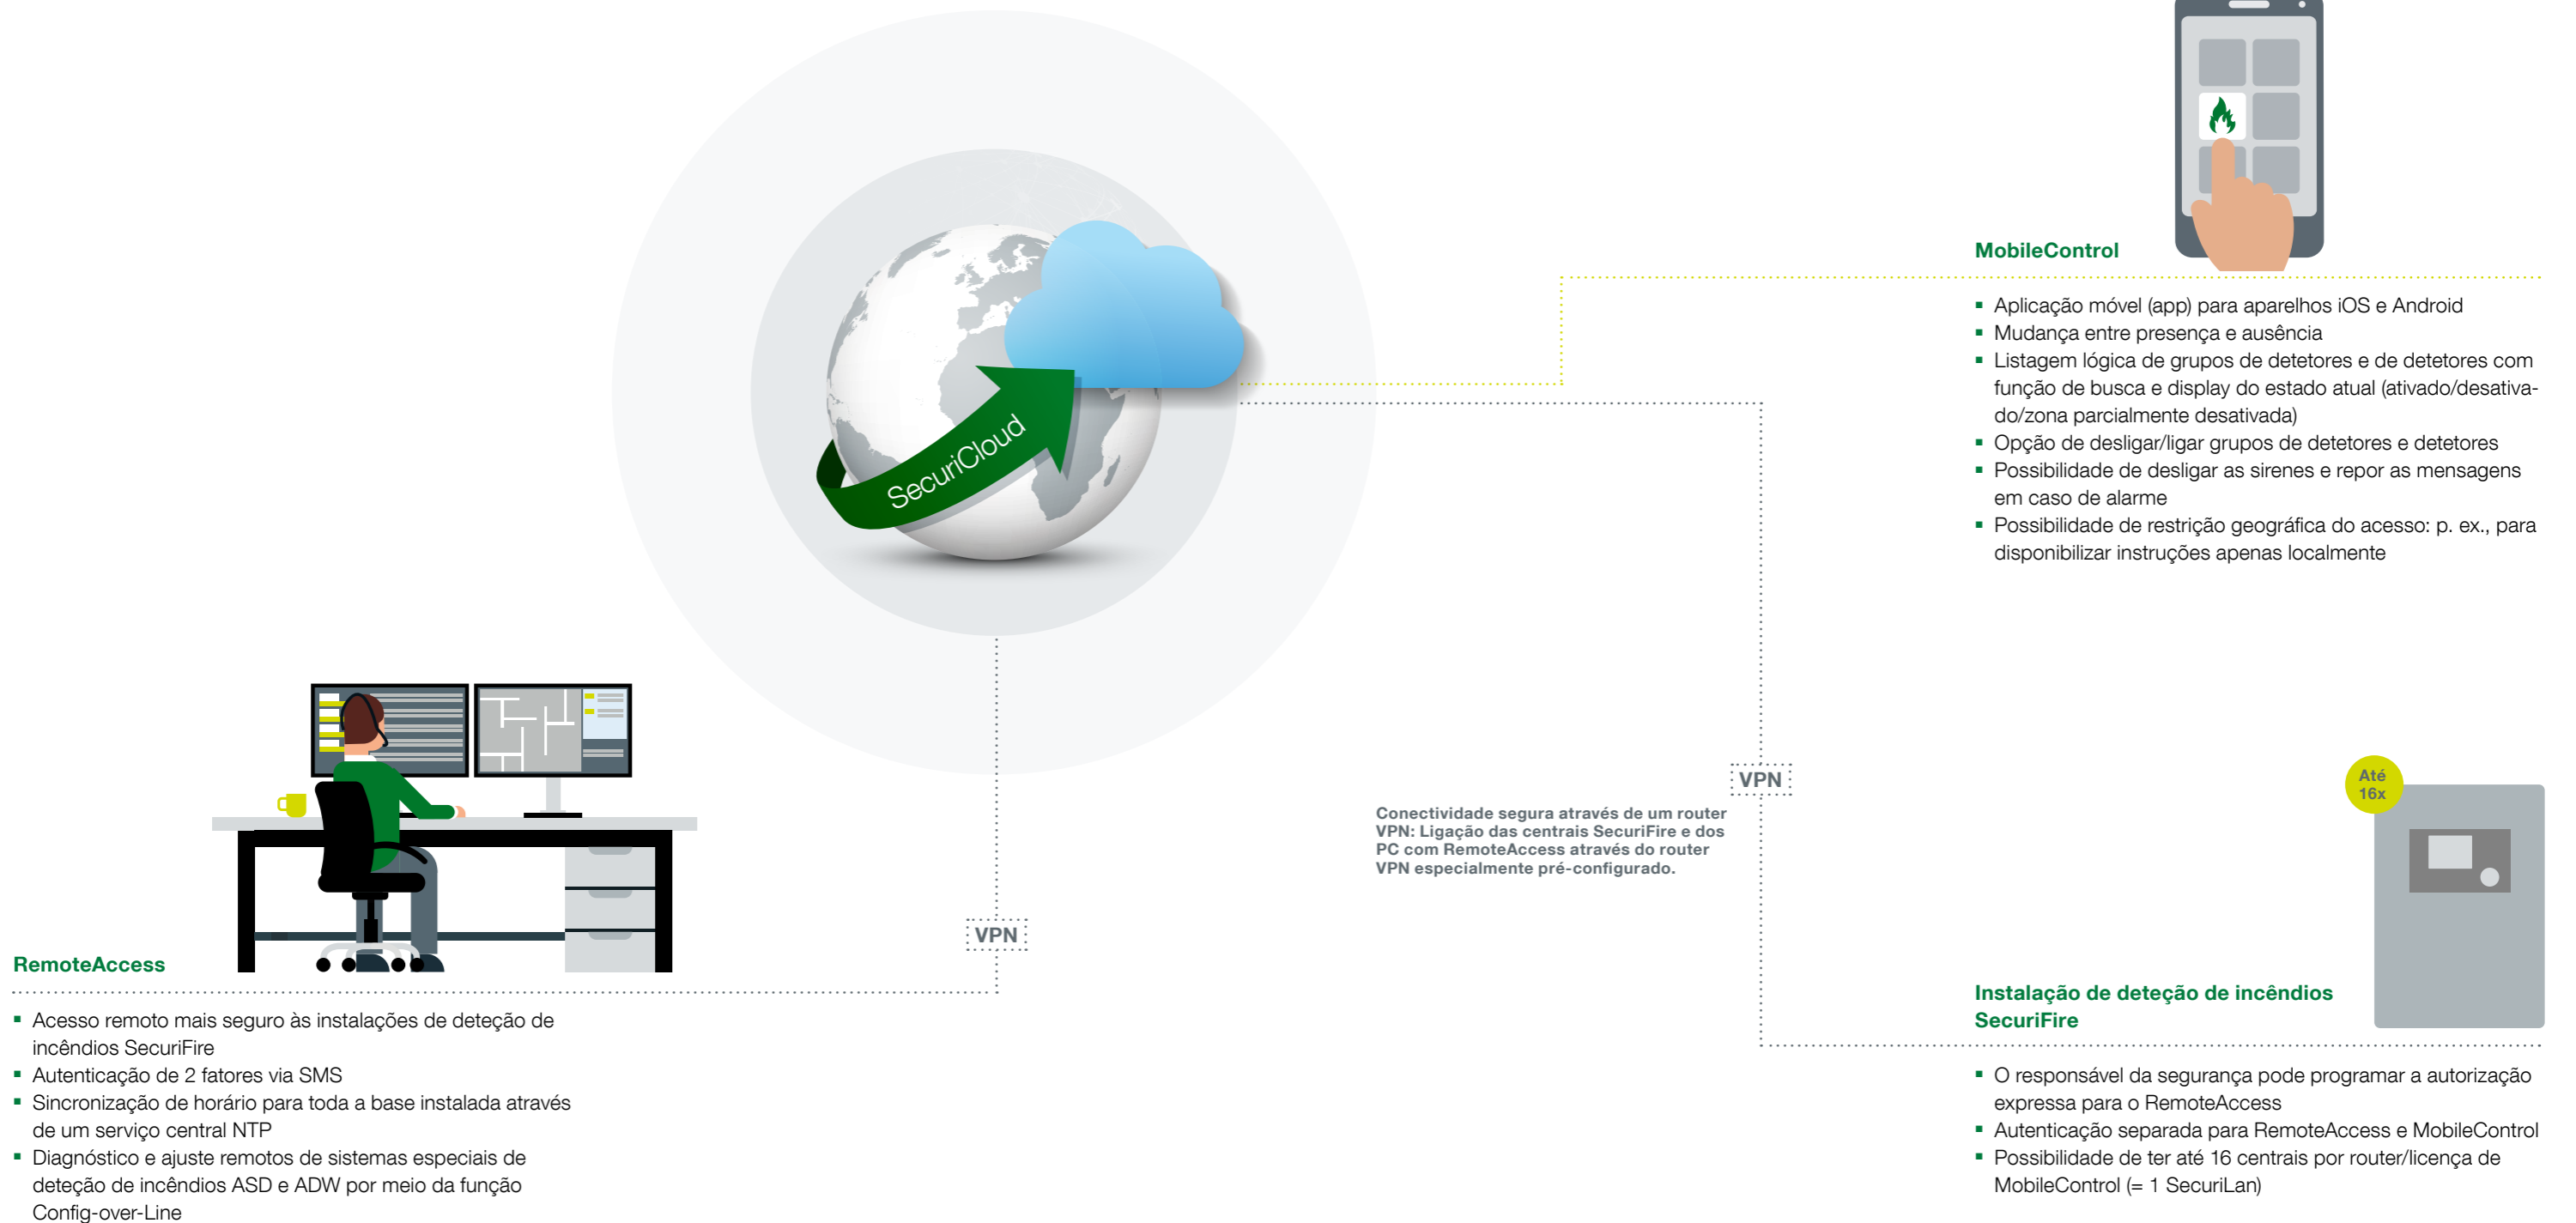 SecuriCloud
MobileControl
▪ Aplicação móvel (app) para aparelhos iOS e Android
▪ Mudança entre presença e ausência
▪ Listagem lógica de grupos de detetores e de detetores com
função de busca e display do estado atual (ativado/desativa-
do/zona parcialmente desativada)
▪ Opção de desligar/ligar grupos de detetores e detetores
▪ Possibilidade de desligar as sirenes e repor as mensagens
em caso de alarme
▪ Possibilidade de restrição geográfica do acesso: p. ex., para
disponibilizar instruções apenas localmente
VPN
Conectividade segura através de um router
VPN: Ligação das centrais SecuriFire e dos
PC com RemoteAccess através do router
VPN especialmente pré-configurado.
VPN
RemoteAccess
▪ Acesso remoto mais seguro às instalações de deteção de
incêndios SecuriFire
▪ Autenticação de 2 fatores via SMS
▪ Sincronização de horário para toda a base instalada através
de um serviço central NTP
▪ Diagnóstico e ajuste remotos de sistemas especiais de
deteção de incêndios ASD e ADW por meio da função
Config-over-Line
Até
16x
Instalação de deteção de incêndios
SecuriFire
▪ O responsável da segurança pode programar a autorização
expressa para o RemoteAccess
▪ Autenticação separada para RemoteAccess e MobileControl
▪ Possibilidade de ter até 16 centrais por router/licença de
MobileControl (= 1 SecuriLan)